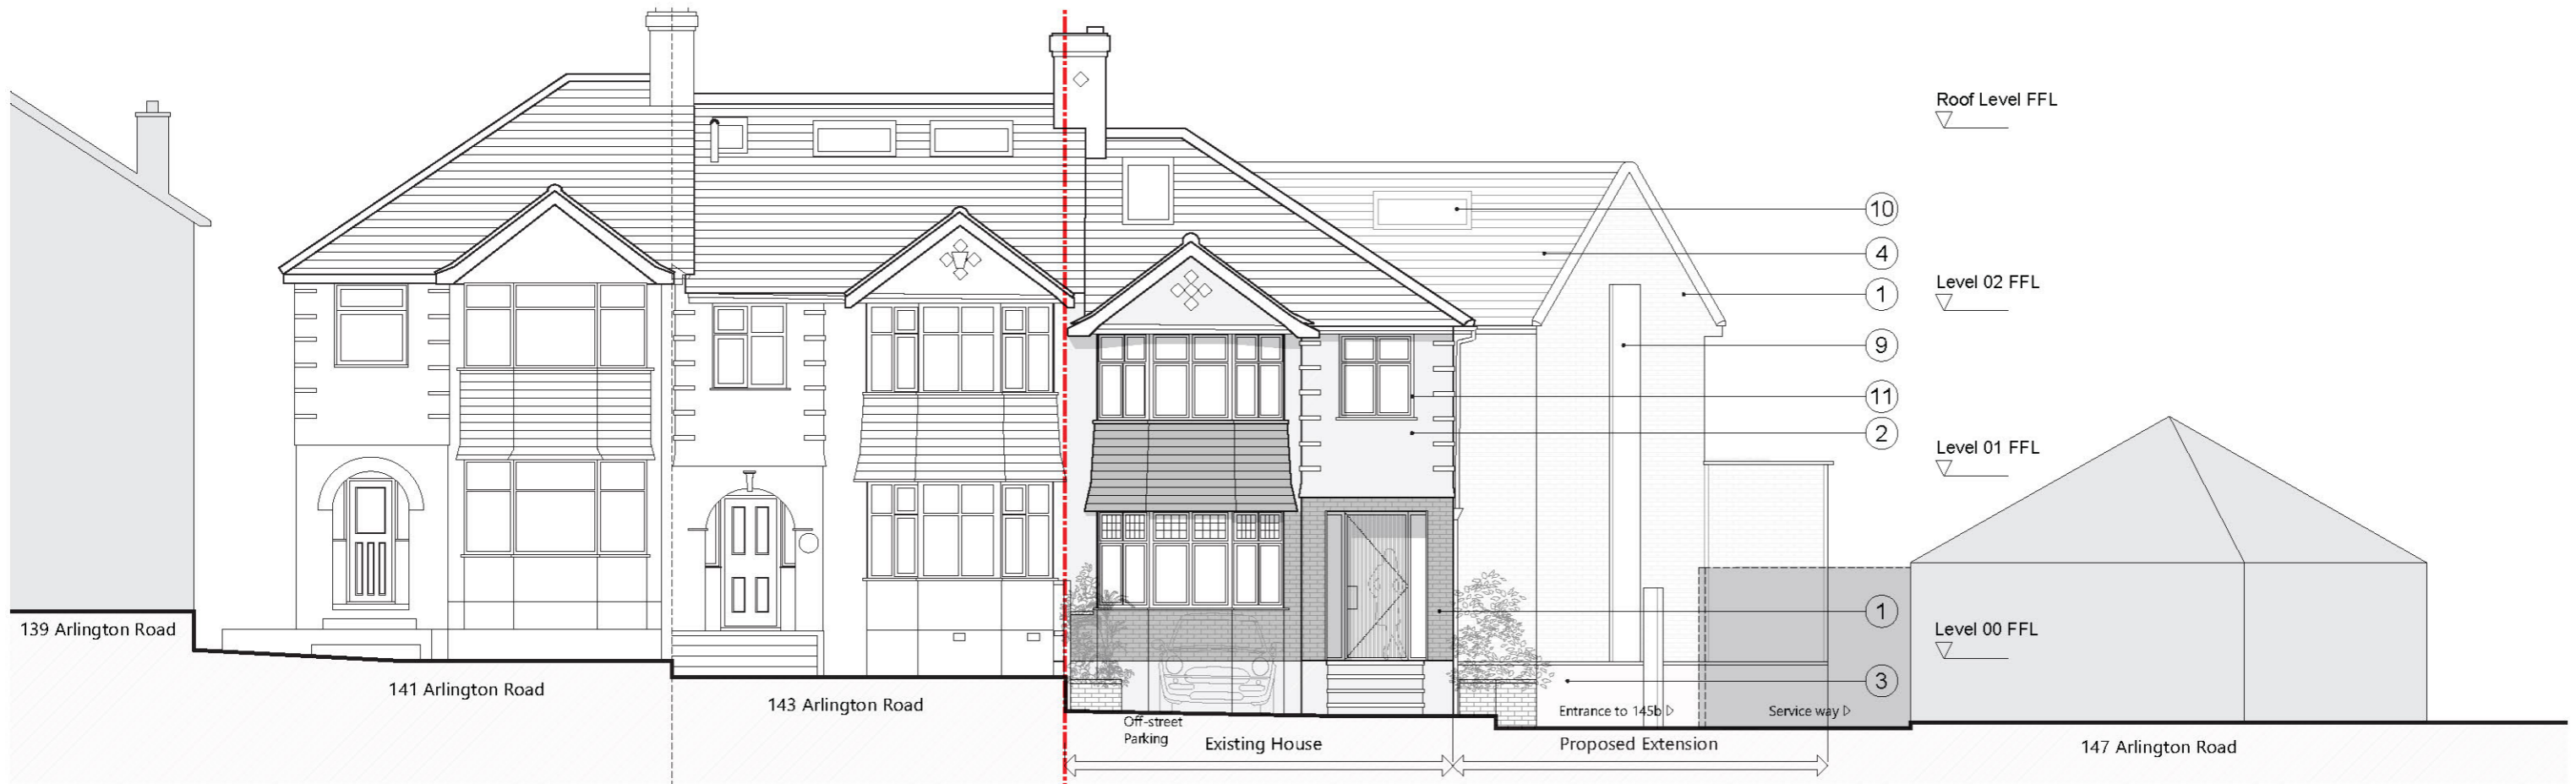 Roof Level FFL
10
4
Level 02 FFL
1
9
11
2
Level 01 FFL
1
Level 00 FFL
3
139 Arlington Road
141 Arlington Road
143 Arlington Road
Off-street
Parking
Existing House
Entrance to 145b
Service way
Proposed Extension
147 Arlington Road